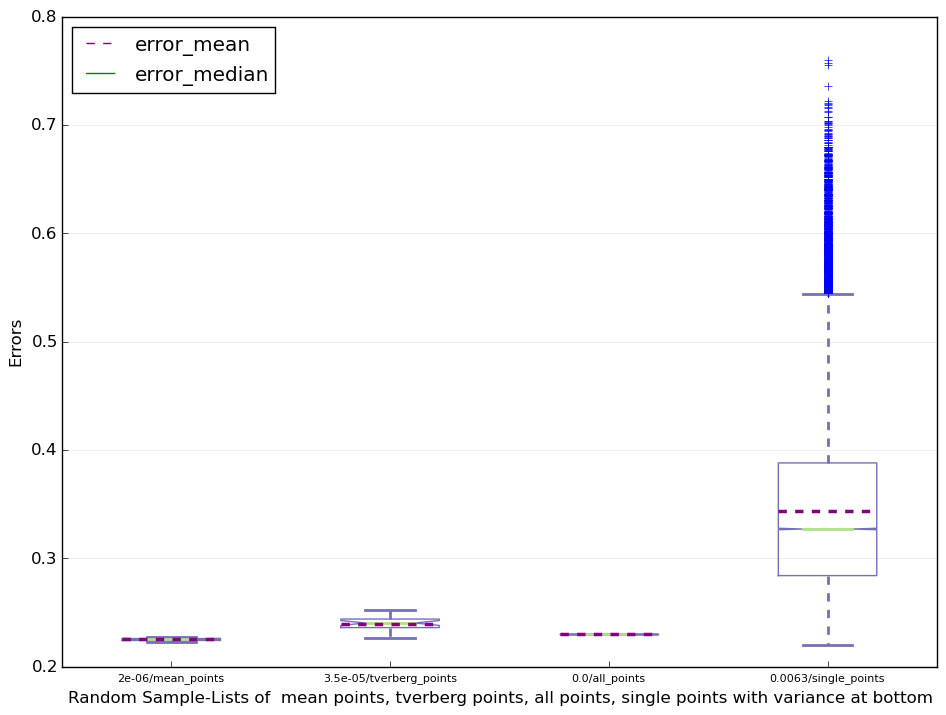 0.8
error_mean
error_median
0.7
0.6
0.5
Errors
0.4
0.3
0.2
2e-06/mean_points
3.5e-05/tverberg_points
0.0/all_points
0.0063/single_points
Random Sample-Lists of  mean points, tverberg points, all points, single points with variance at bottom